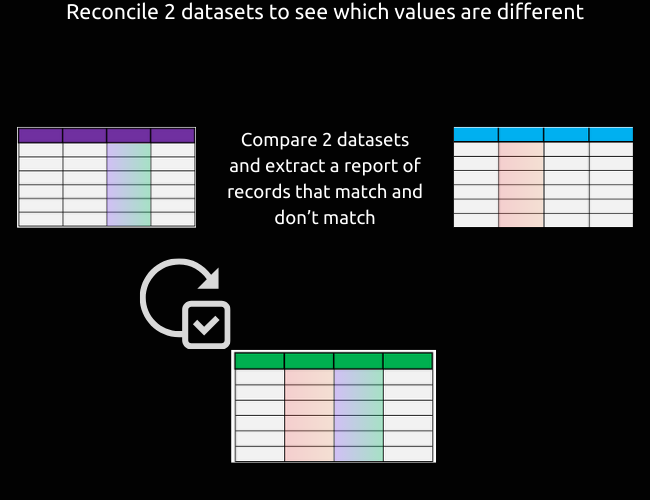 Reconcile 2 datasets to see which values are different
Compare 2 datasets
and extract a report of
records that match and
don’t match